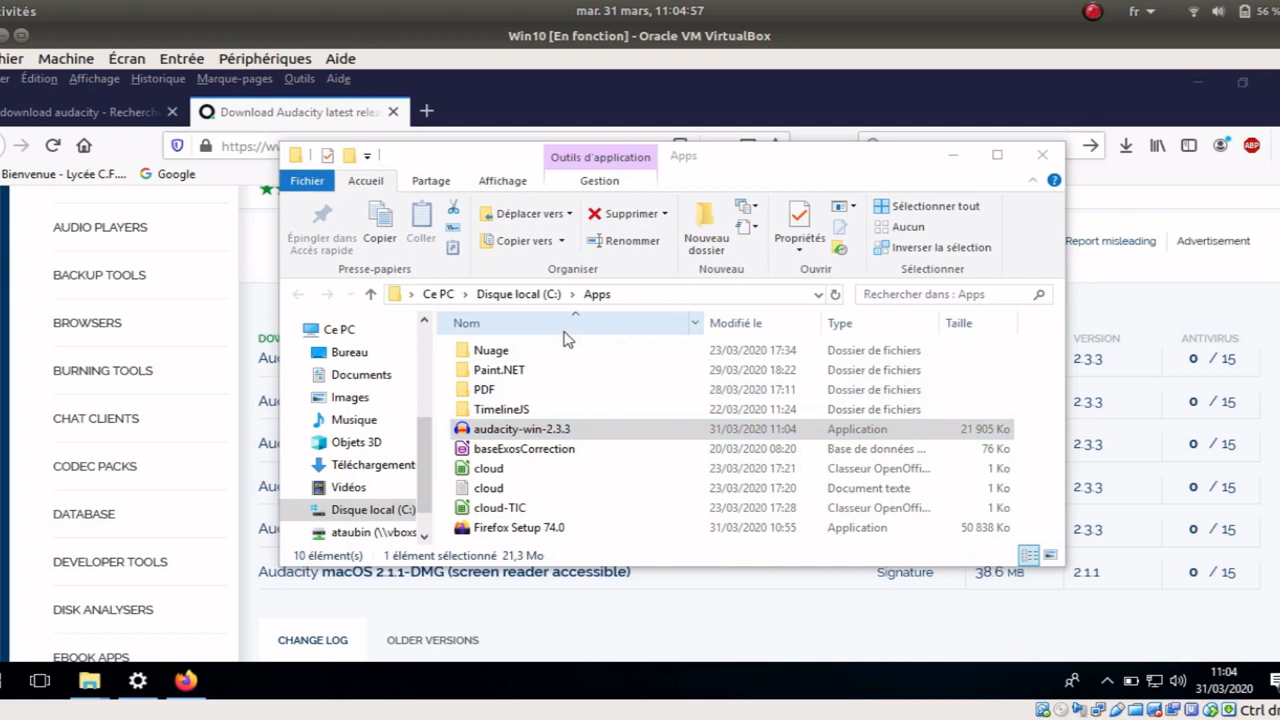 ctivités
mar. 31 mars, 11:04:57
fr
56 %
Win10 [En fonction] - Oracle VM VirtualBox
hier Machine Écran Entrée Périphériques Aide
er Édition Affichage Historique Marque-pages Outils Aide
download audacity - Recherch
Download Audacity latest relea
https://w
ABP
Bienvenue - Lycée C.F....
Google
Outils d'application
Apps
Fichier
Accueil
Partage
Affichage
Gestion
AUDIO PLAYERS
BACKUP TOOLS
BROWSERS
BURNING TOOLS
CHAT CLIENTS
CODEC PACKS
DATABASE
DEVELOPER TOOLS
DISK ANALYSERS
EBOOK APPS
Épingler dans
Accès rapide
Copier
Coller
Presse-papiers
Déplacer vers
Copier vers
Supprimer
Renommer
Organiser
Nouveau
dossier
Nouveau
Propriétés
Ouvrir
Sélectionner tout
Aucun
Inverser la sélection
Sélectionner
Report misleading
Advertisement
Ce PC > Disque local (C:) > Apps
Rechercher dans : Apps
Ce PC
Bureau
Documents
Images
Musique
Objets 3D
Téléchargement
Vidéos
Disque local (C:)
ataubin (\\vboxs
Nom Modifié le Type Taille
Nuage 23/03/2020 17:34 Dossier de fichiers
Paint.NET 29/03/2020 18:22 Dossier de fichiers
PDF 28/03/2020 17:11 Dossier de fichiers
TimelineJS 22/03/2020 11:24 Dossier de fichiers
audacity-win-2.3.3 31/03/2020 11:04 Application 21 905 Ko
baseExosCorrection 20/03/2020 08:20 Base de données ... 76 Ko
cloud 23/03/2020 17:21 Classeur OpenOffi... 1 Ko
cloud 23/03/2020 17:20 Document texte 1 Ko
cloud-TIC 23/03/2020 17:28 Classeur OpenOffi... 1 Ko
Firefox Setup 74.0 31/03/2020 10:55 Application 50 838 Ko
10 élément(s) 1 élément sélectionné 21,3 Mo
DOW
VERSION ANTIVIRUS
Auda 2.3.3 0 / 15
Auda 2.3.3 0 / 15
Auda 2.3.3 0 / 15
Auda 2.3.3 0 / 15
Auda 2.3.3 0 / 15
Audacity macOS 2.1.1-DMG (screen reader accessible) Signature 38.6 MB 2.1.1 0 / 15
CHANGE LOG
OLDER VERSIONS
11:04
31/03/2020
Ctrl dr